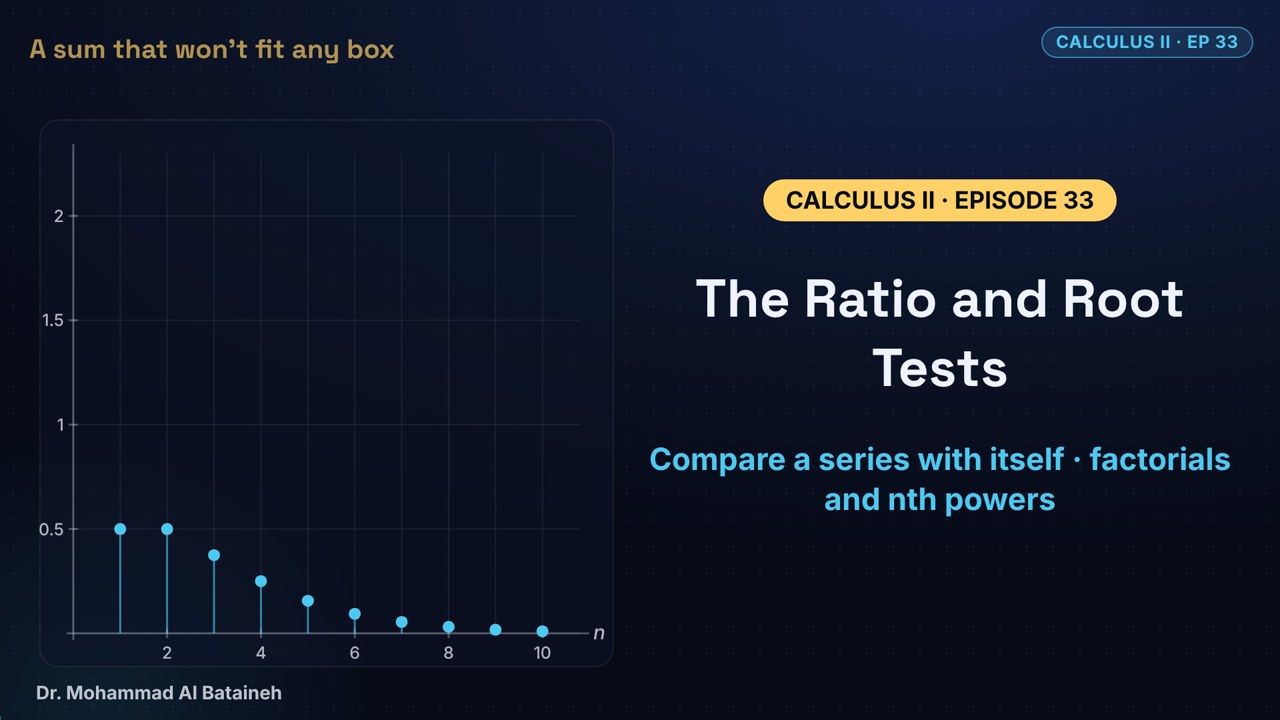 A sum that won't fit any box
CALCULUS II · EP 33
2
1.5
1
0.5
2 4 6 8 10
n
CALCULUS II · EPISODE 33
The Ratio and Root
Tests
Compare a series with itself · factorials
and nth powers
Dr. Mohammad Al Bataineh